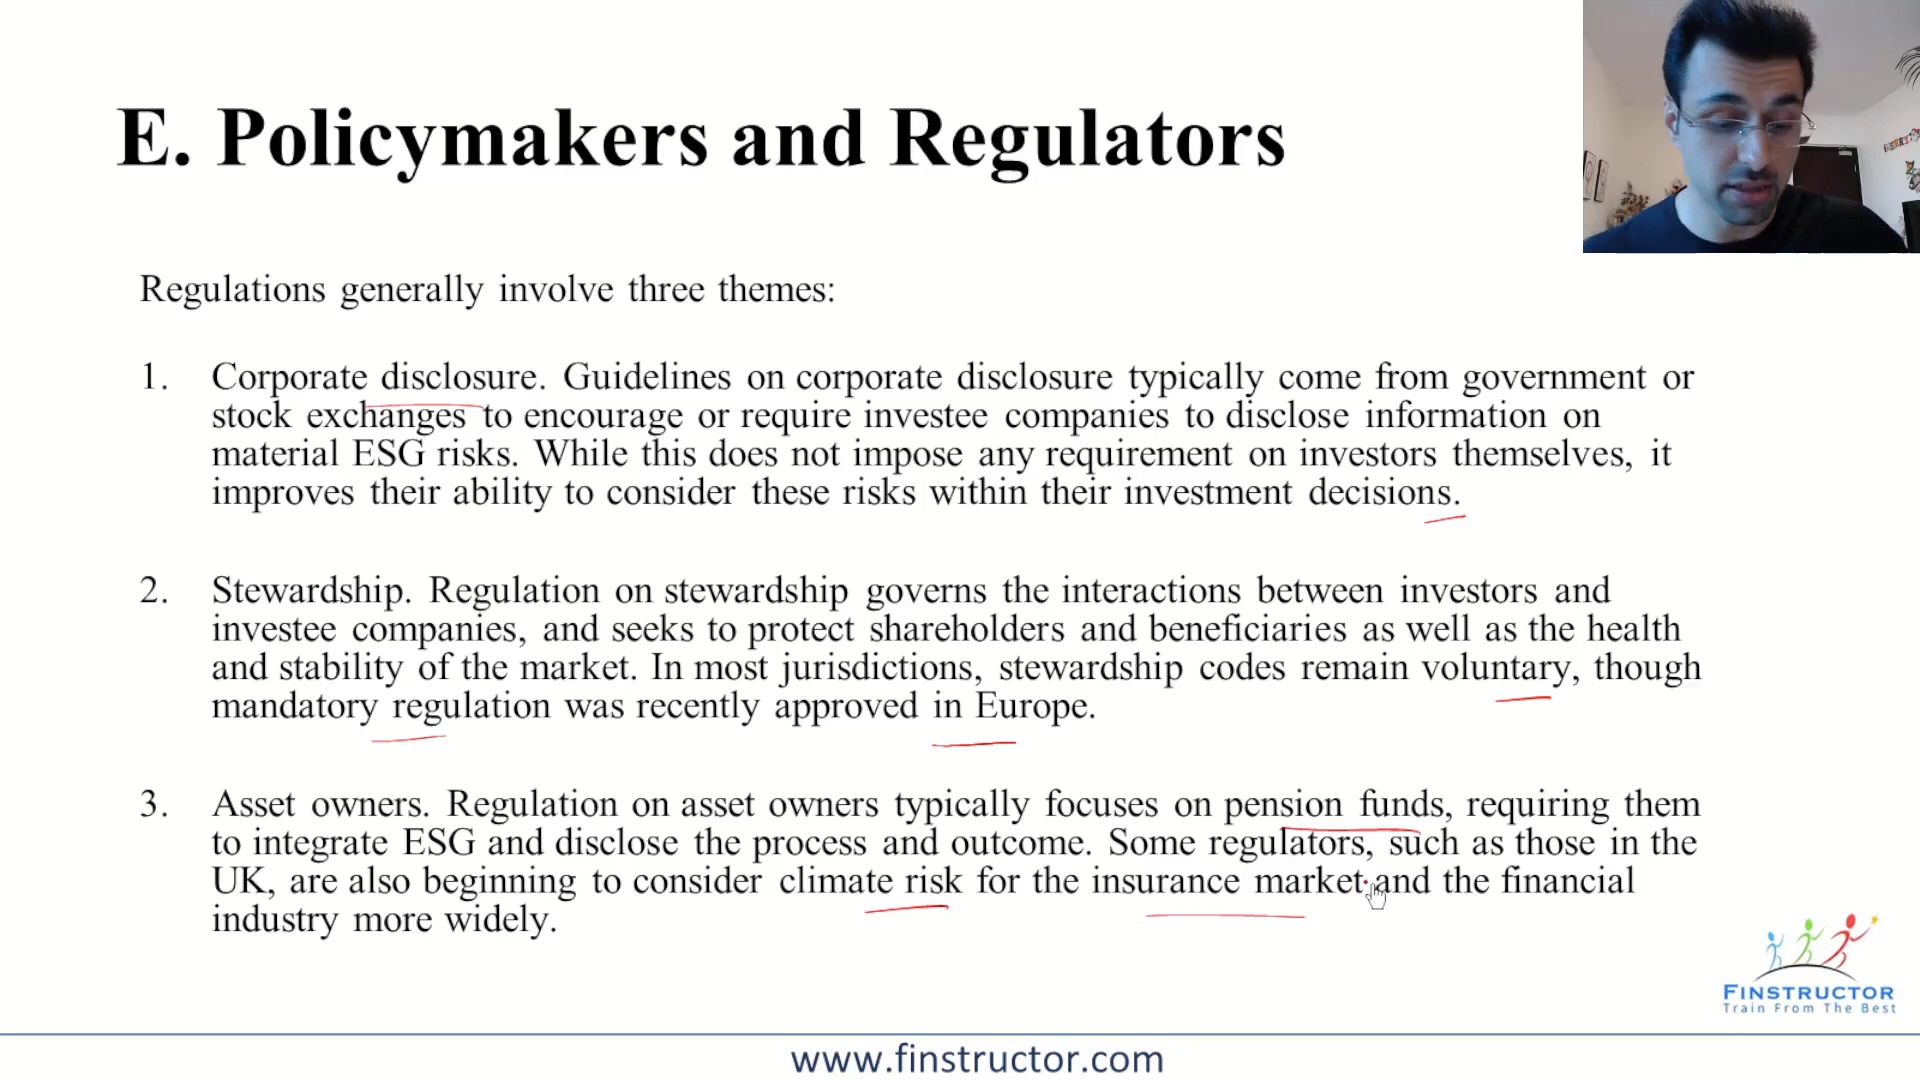 E. Policymakers and Regulators
Regulations generally involve three themes:
1. Corporate disclosure. Guidelines on corporate disclosure typically come from government or
stock exchanges to encourage or require investee companies to disclose information on
material ESG risks. While this does not impose any requirement on investors themselves, it
improves their ability to consider these risks within their investment decisions.
2. Stewardship. Regulation on stewardship governs the interactions between investors and
investee companies, and seeks to protect shareholders and beneficiaries as well as the health
and stability of the market. In most jurisdictions, stewardship codes remain voluntary, though
mandatory regulation was recently approved in Europe.
3. Asset owners. Regulation on asset owners typically focuses on pension funds, requiring them
to integrate ESG and disclose the process and outcome. Some regulators, such as those in the
UK, are also beginning to consider climate risk for the insurance market and the financial
industry more widely.
FINSTRUCTOR
Train From The Best
www.finstructor.com